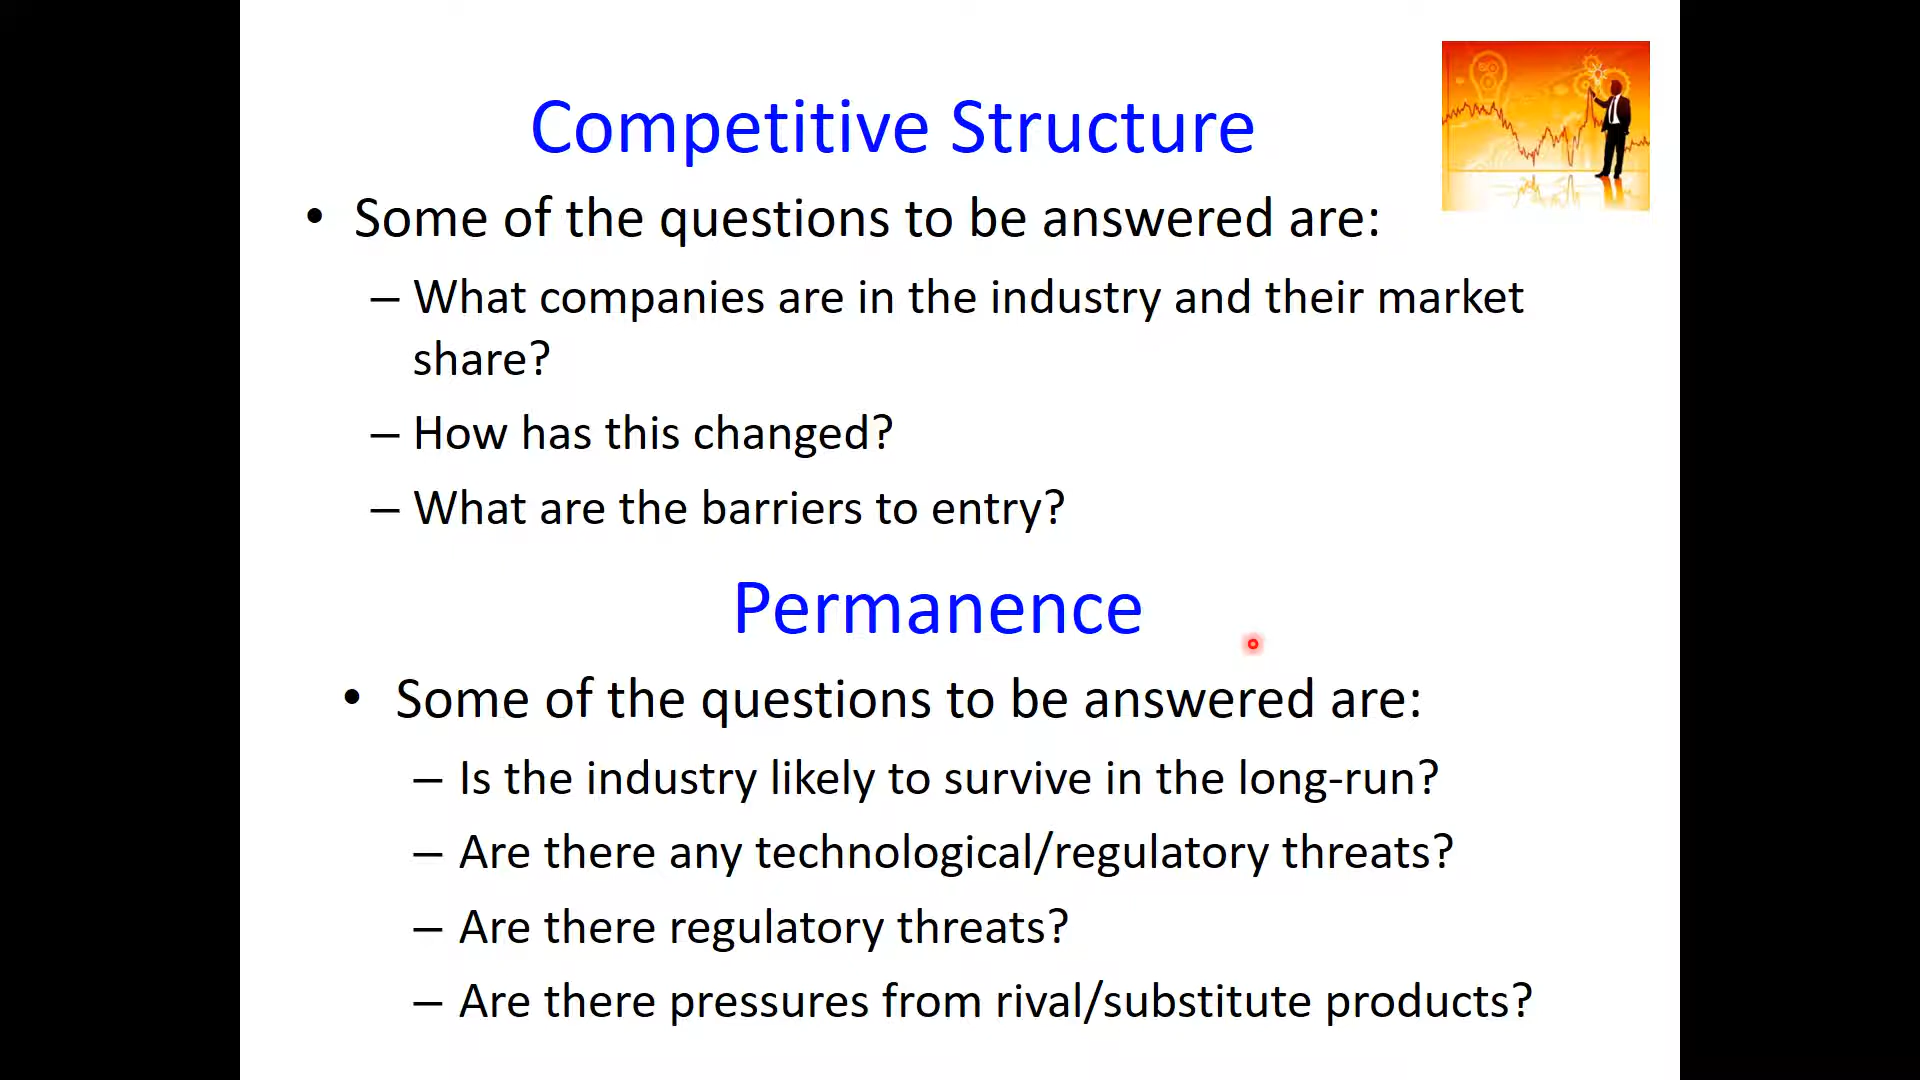 Competitive Structure
• Some of the questions to be answered are:
– What companies are in the industry and their market
share?
– How has this changed?
– What are the barriers to entry?
Permanence
• Some of the questions to be answered are:
– Is the industry likely to survive in the long-run?
– Are there any technological/regulatory threats?
– Are there regulatory threats?
– Are there pressures from rival/substitute products?